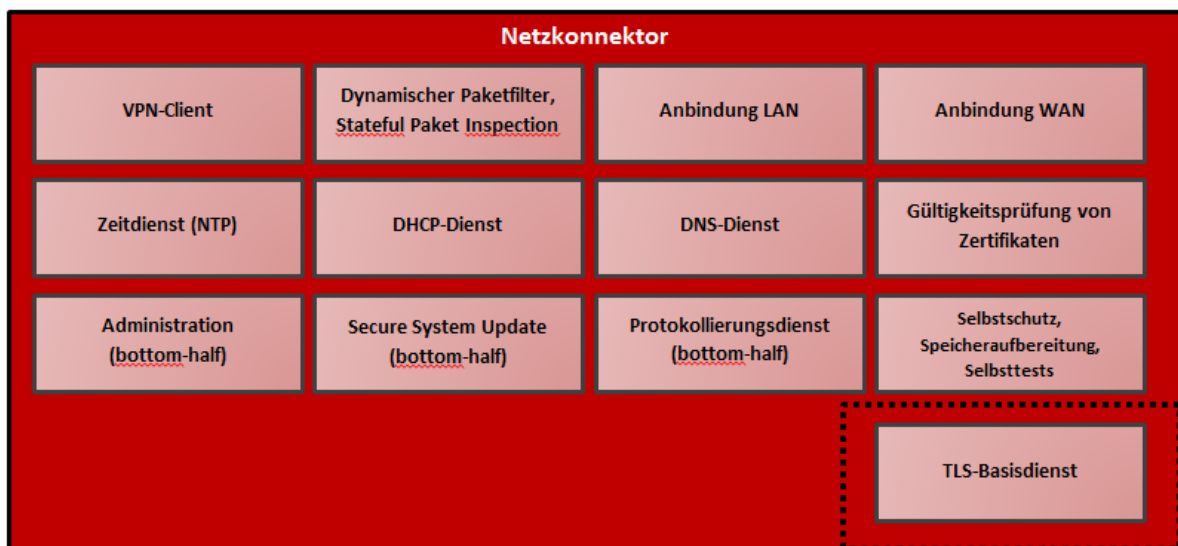 Netzkonnektor
VPN-Client
Dynamischer Paketfilter,
Stateful Paket Inspection
Anbindung LAN
Anbindung WAN
Zeitdienst (NTP)
DHCP-Dienst
DNS-Dienst
Gültigkeitsprüfung von
Zertifikaten
Administration
(bottom-half)
Secure System Update
(bottom-half)
Protokollierungsdienst
(bottom-half)
Selbstschutz,
Speicheraufbereitung,
Selbsttests
TLS-Basisdienst